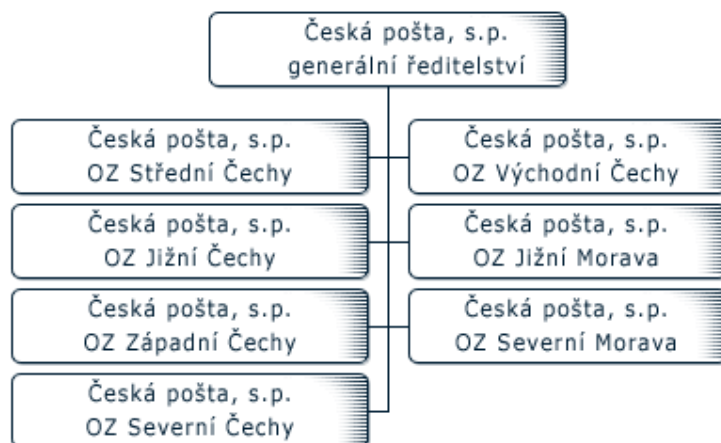 Česká pošta, s.p.
generální ředitelství
Česká pošta, s.p.
OZ Střední Čechy
Česká pošta, s.p.
OZ Východní Čechy
Česká pošta, s.p.
OZ Jižní Čechy
Česká pošta, s.p.
OZ Jižní Morava
Česká pošta, s.p.
OZ Západní Čechy
Česká pošta, s.p.
OZ Severní Morava
Česká pošta, s.p.
OZ Severní Čechy